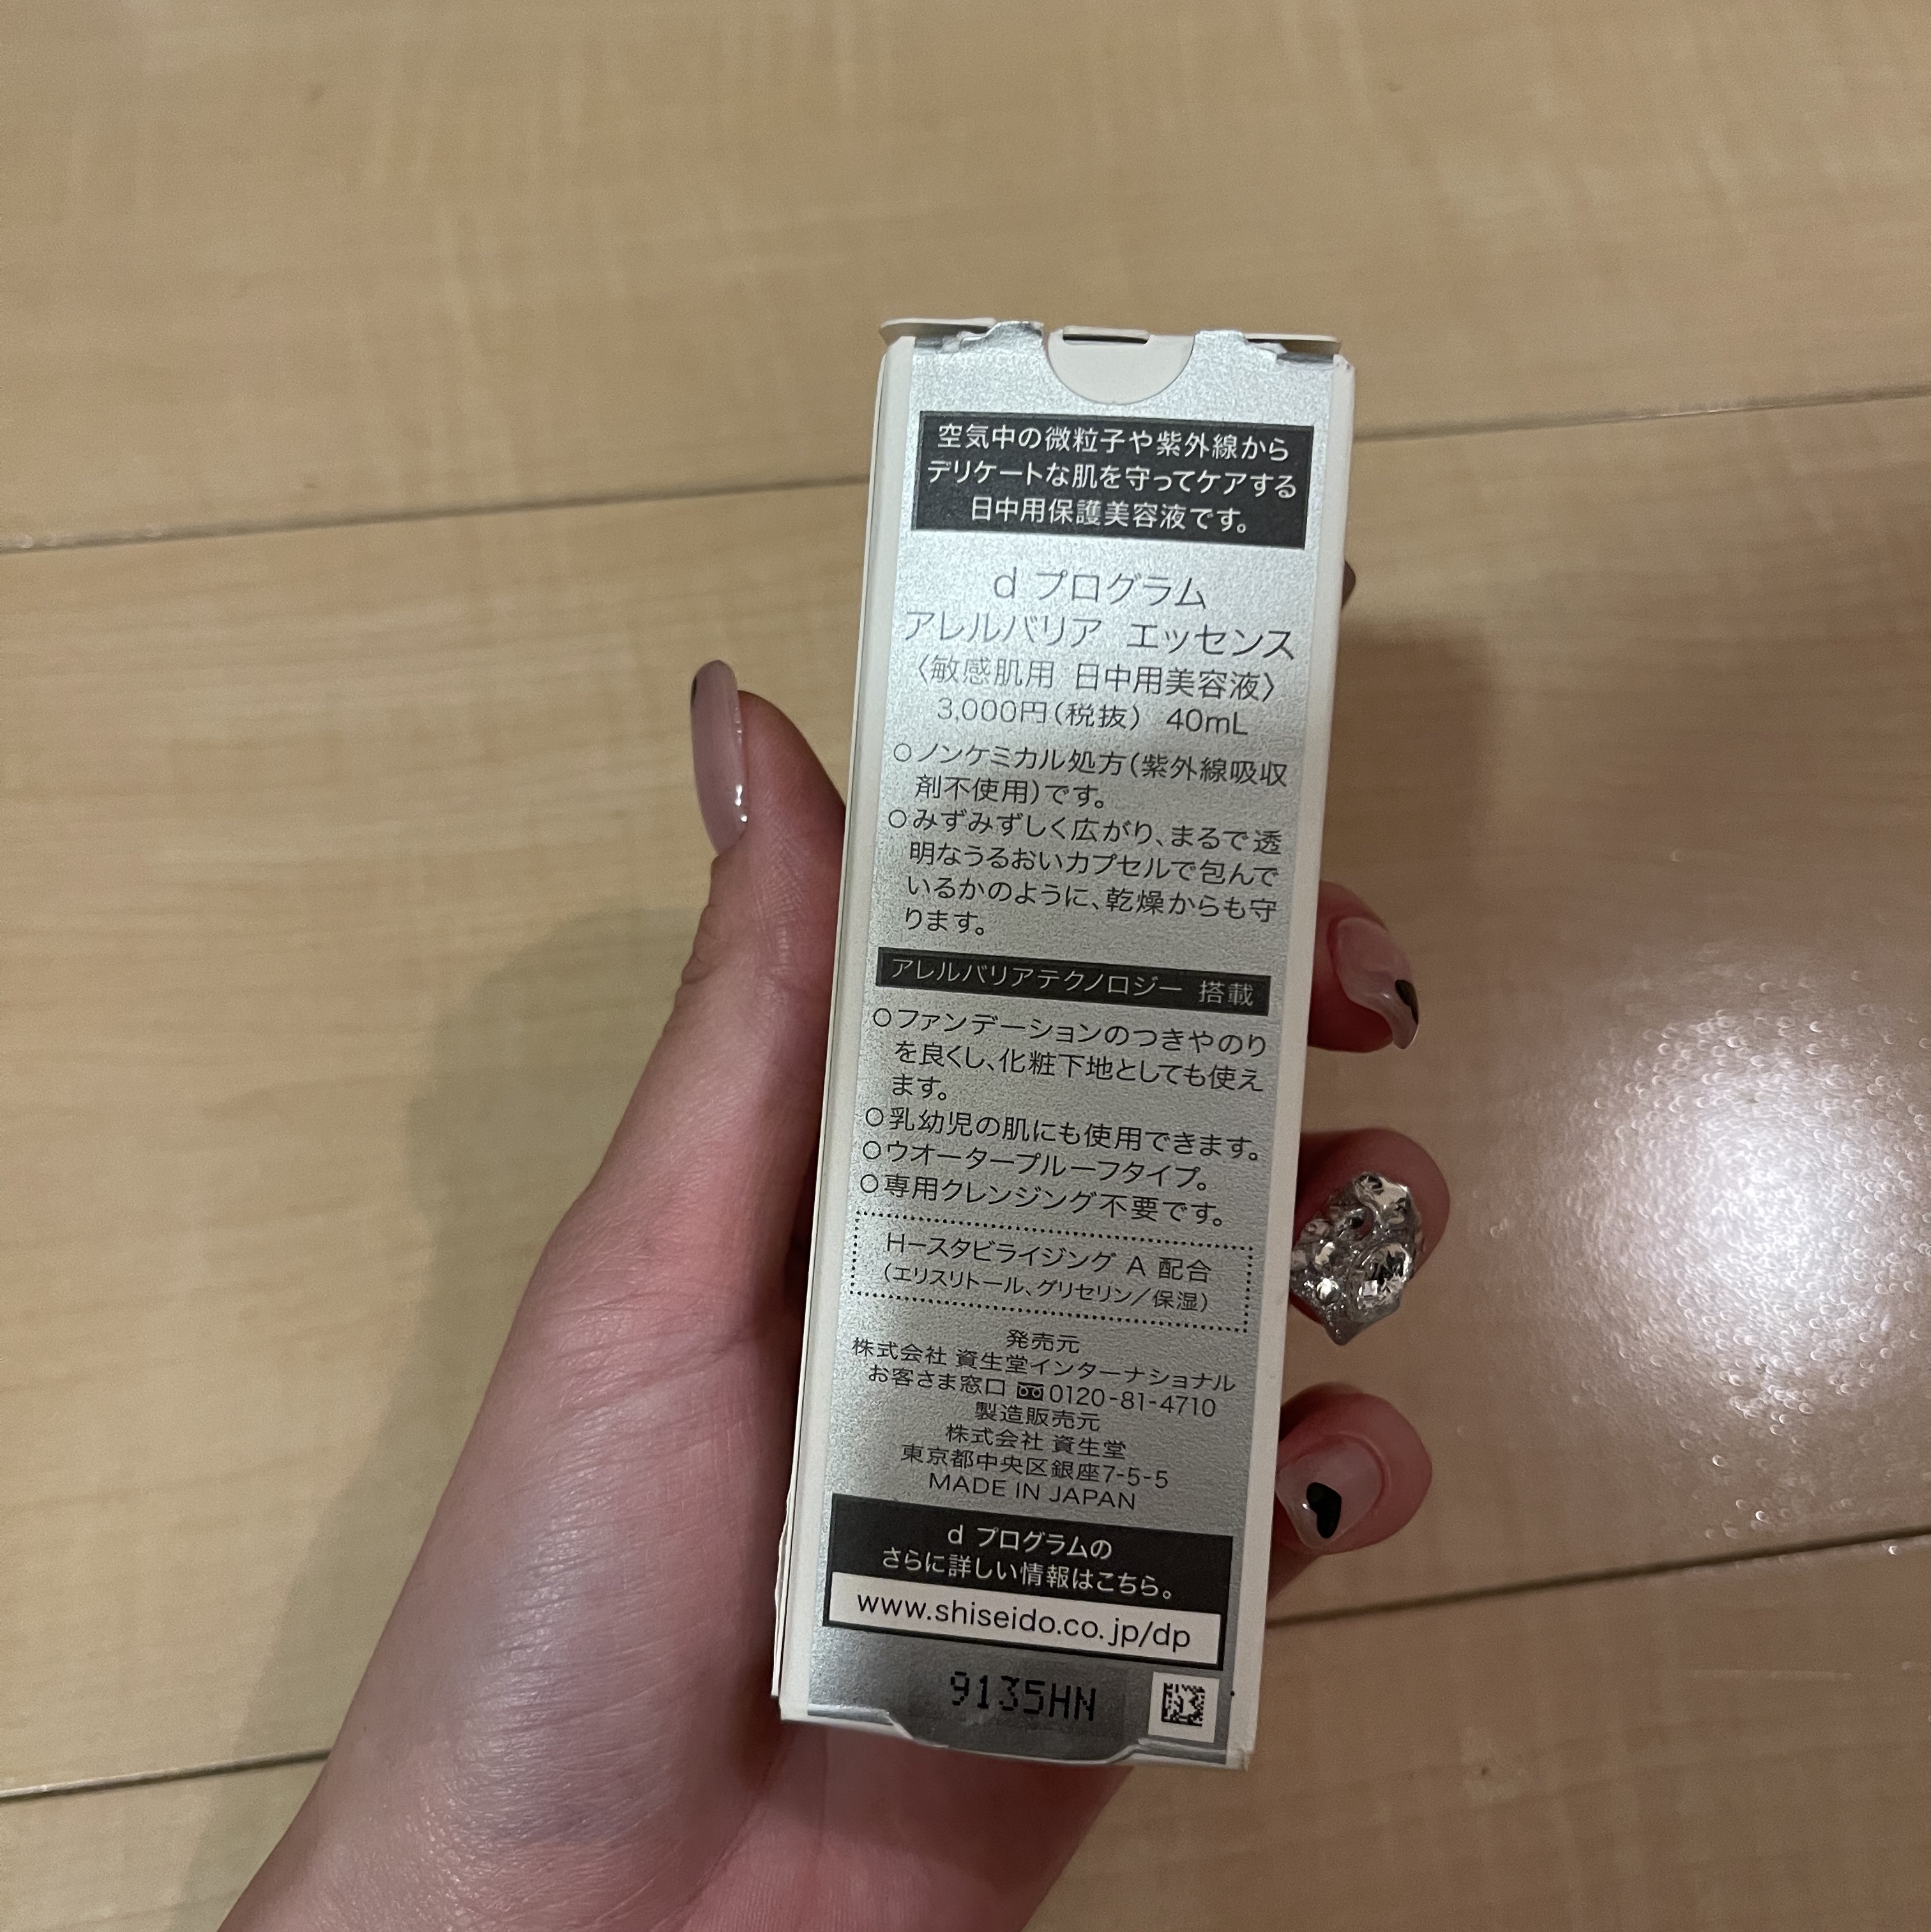 空気中の微粒子や紫外線から
デリケートな肌を守ってケアする
日中用保護美容液です。
d プログラム
アレルバリア エッセンス
〈敏感肌用 日中用美容液〉
3,000円(税抜) 40mL
○ノンケミカル処方(紫外線吸収
剤不使用)です。
○みずみずしく広がり、まるで透
明なうるおいカプセルで包んで
いるかのように、乾燥からも守
ります。
アレルバリアテクノロジー 搭載
○ファンデーションのつきやのり
を良くし、化粧下地としても使え
ます。
○乳幼児の肌にも使用できます。
○ウオータープルーフタイプ。
○専用クレンジング不要です。
H-スタビライジング A 配合
(エリスリトール、グリセリン/保湿)
発売元
株式会社 資生堂インターナショナル
お客さま窓口 0120-81-4710
製造販売元
株式会社 資生堂
東京都中央区銀座7-5-5
MADE IN JAPAN
d プログラムの
さらに詳しい情報はこちら。
www.shiseido.co.jp/dp
9135HN